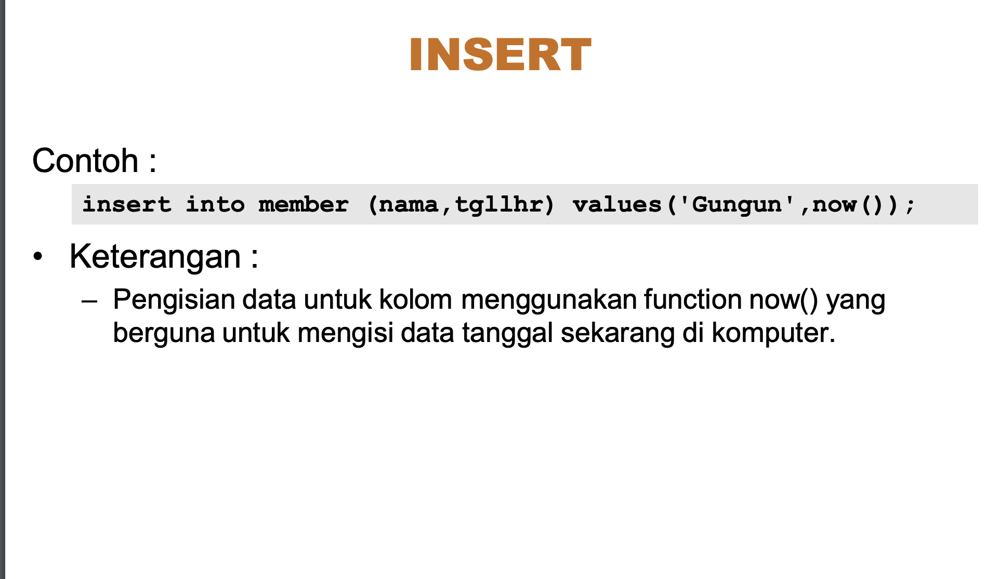 INSERT
Contoh :
insert into member (nama,tgllhr) values('Gungun',now());
• Keterangan :
– Pengisian data untuk kolom menggunakan function now() yang
berguna untuk mengisi data tanggal sekarang di komputer.